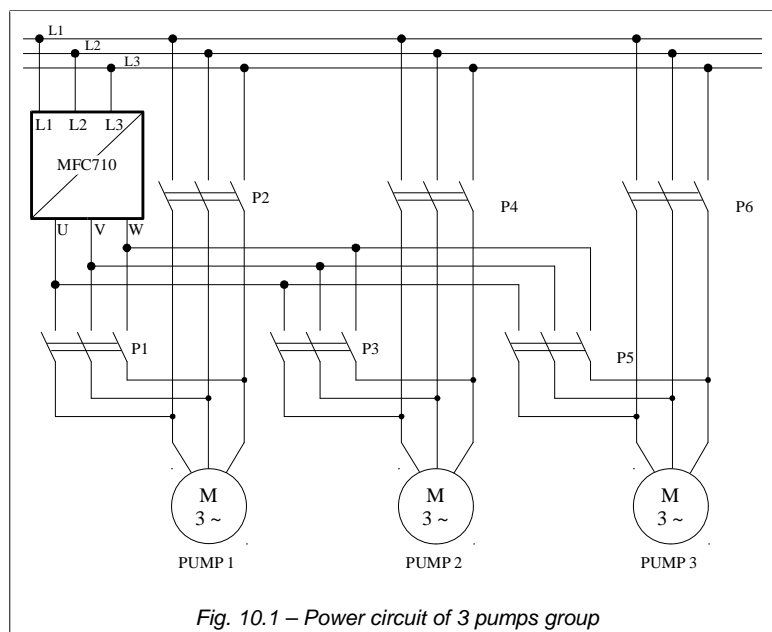 L1
L2
L3
L1 L2 L3
MFC710
U V W
P2
P4
P6
P1
P3
P5
M
3 ~
M
3 ~
M
3 ~
PUMP 1
PUMP 2
PUMP 3
Fig. 10.1 – Power circuit of 3 pumps group